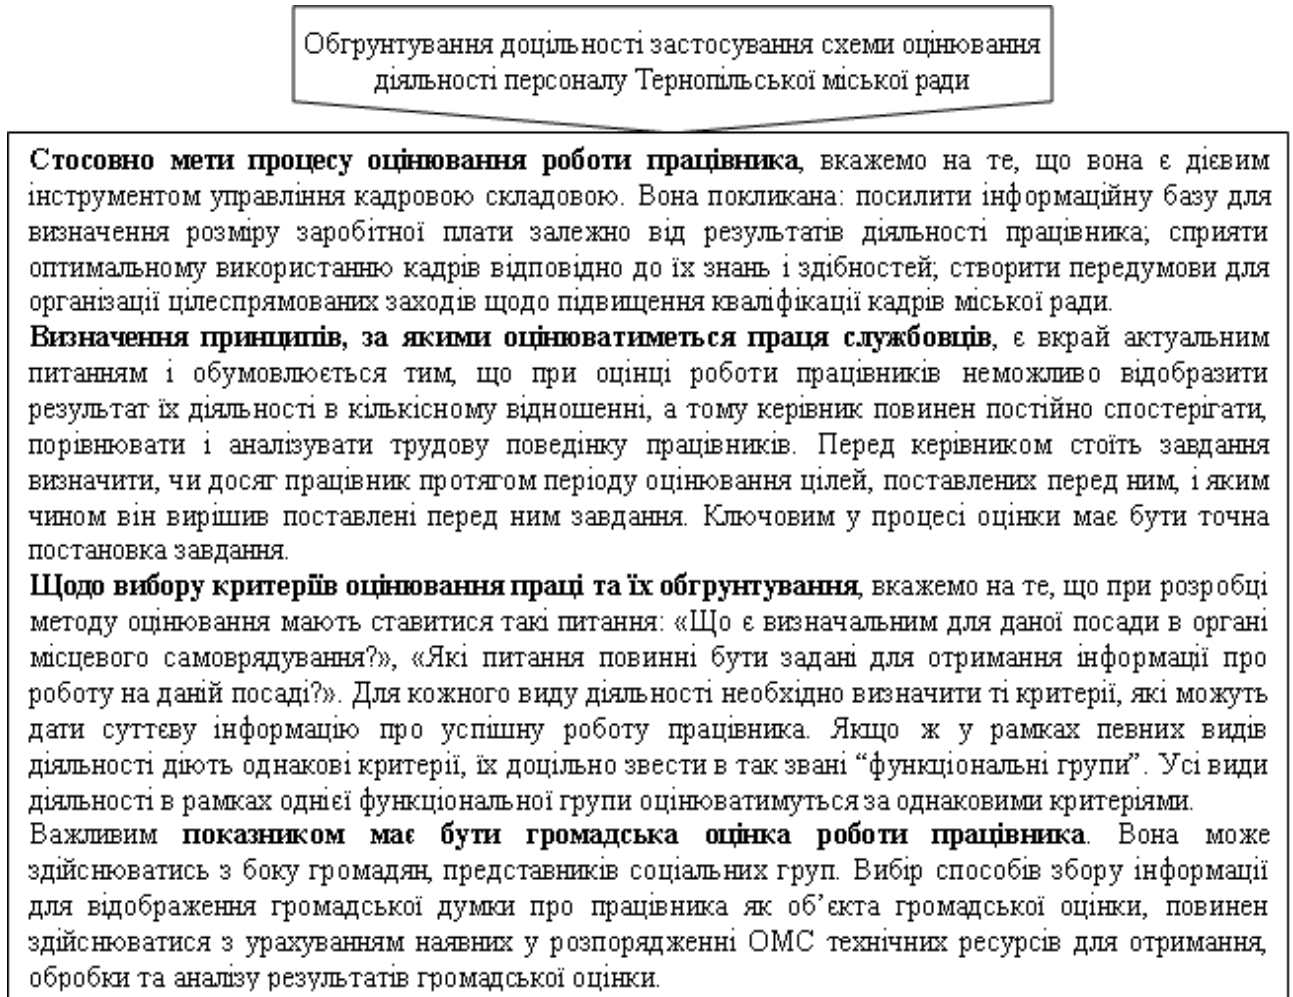 Обгрунтування доцільності застосування схеми оцінювання
діяльності персоналу Тернопільської міської ради
Стосовно мети процесу оцінювання роботи працівника, вкажемо на те, що вона є дієвим
інструментом управління кадровою складовою. Вона покликана: посилити інформаційну базу для
визначення розміру заробітної плати залежно від результатів діяльності працівника; сприяти
оптимальному використанню кадрів відповідно до їх знань і здібностей; створити передумови для
організації цілеспрямованих заходів щодо підвищення кваліфікації кадрів міської ради.
Визначення принципів, за якими оцінюватиметься праця службовців, є вкрай актуальним
питанням і обумовлюється тим, що при оцінці роботи працівників неможливо відобразити
результат їх діяльності в кількісному відношенні, а тому керівник повинен постійно спостерігати,
порівнювати і аналізувати трудову поведінку працівників. Перед керівником стоїть завдання
визначити, чи досяг працівник протягом періоду оцінювання цілей, поставлених перед ним, і яким
чином він вирішив поставлені перед ним завдання. Ключовим у процесі оцінки має бути точна
постановка завдання.
Щодо вибору критеріїв оцінювання праці та їх обгрунтування, вкажемо на те, що при розробці
методу оцінювання мають ставитися такі питання: «Що є визначальним для даної посади в органі
місцевого самоврядування?», «Які питання повинні бути задані для отримання інформації про
роботу на даній посаді?». Для кожного виду діяльності необхідно визначити ті критерії, які можуть
дати суттєву інформацію про успішну роботу працівника. Якщо ж у рамках певних видів
діяльності діють однакові критерії, їх доцільно звести в так звані “функціональні групи”. Усі види
діяльності в рамках однієї функціональної групи оцінюватимуться за однаковими критеріями.
Важливим показником має бути громадська оцінка роботи працівника. Вона може
здійснюватись з боку громадян, представників соціальних груп. Вибір способів збору інформації
для відображення громадської думки про працівника як об’єкта громадської оцінки, повинен
здійснюватися з урахуванням наявних у розпорядженні ОМС технічних ресурсів для отримання,
обробки та аналізу результатів громадської оцінки.